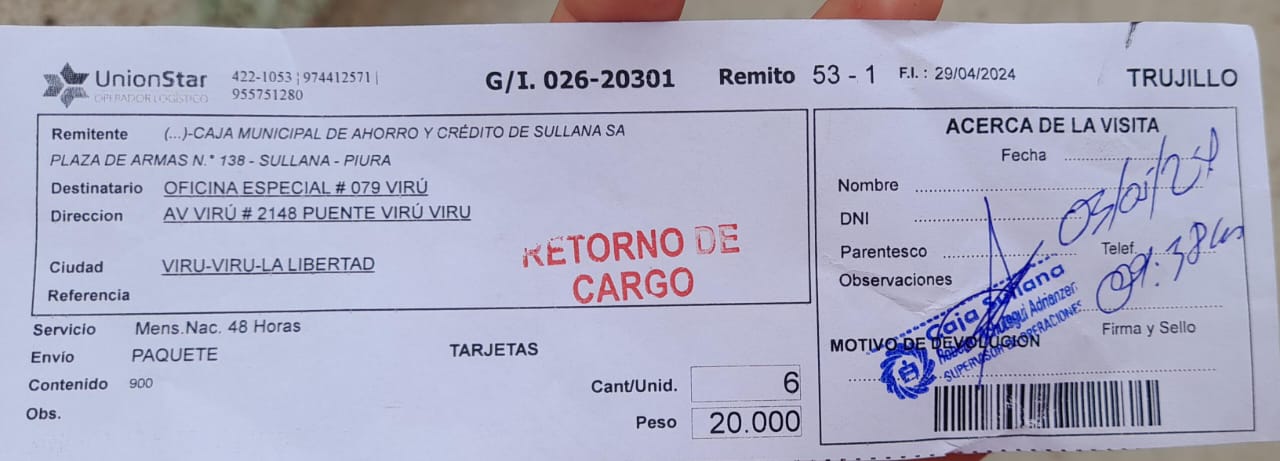 UnionStar
OPERADOR LOGÍSTICO
422-1053 | 974412571 |
955751280
G/I. 026-20301
Remito 53 - 1
F.I. : 29/04/2024
TRUJILLO
Remitente (...)-CAJA MUNICIPAL DE AHORRO Y CRÉDITO DE SULLANA SA
PLAZA DE ARMAS N.° 138 - SULLANA - PIURA
Destinatario OFICINA ESPECIAL # 079 VIRÚ
Direccion AV VIRÚ # 2148 PUENTE VIRÚ VIRU
Ciudad VIRU-VIRU-LA LIBERTAD
Referencia
RETORNO DE
CARGO
Servicio Mens.Nac. 48 Horas
Envío PAQUETE TARJETAS
Contenido 900
Obs.
Cant/Unid. 6
Peso 20.000
ACERCA DE LA VISITA
Fecha
Nombre
DNI
Parentesco Telef.
Observaciones
09:38
Caja Sullana
SUPERVISOR DE OPERACIONES
Firma y Sello
MOTIVO DE DEVOLUCION